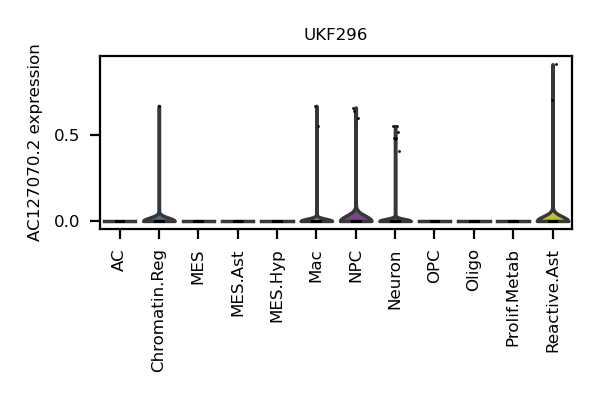 UKF296
AC127070.2 expression
0.5
0.0
AC
Chromatin.Reg
MES
MES.Ast
MES.Hyp
Mac
NPC
Neuron
OPC
Oligo
Prolif.Metab
Reactive.Ast